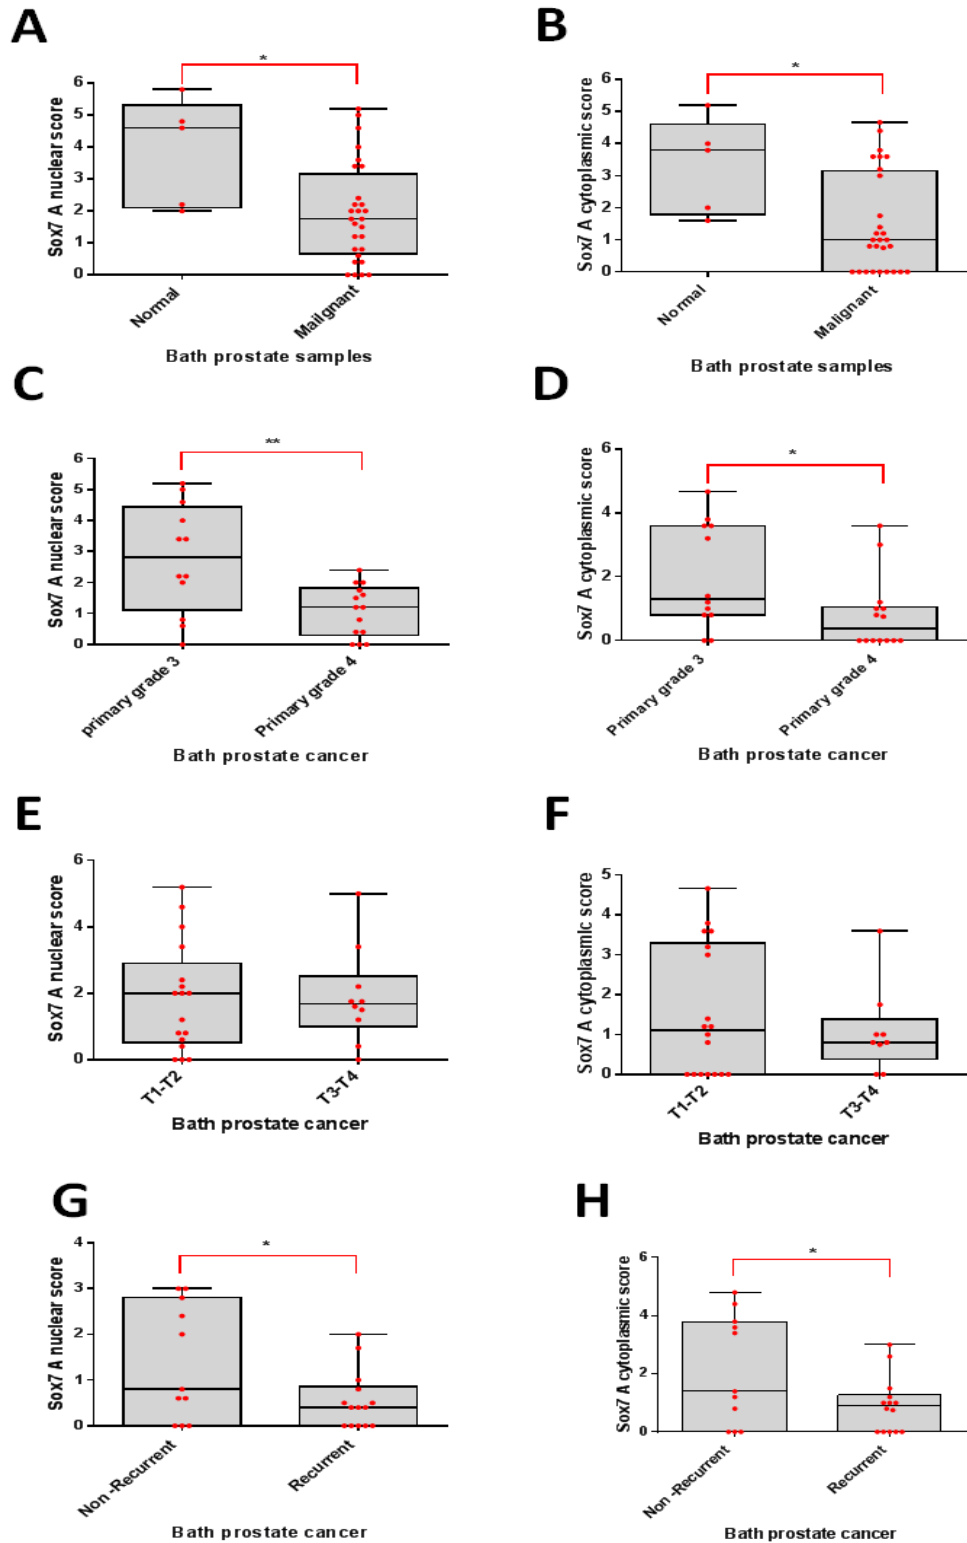 A
*
Sox7 A nuclear score
6
5
4
3
2
1
0
Normal
Mailgnant
Bath prostate samples
B
*
Sox7 A cytoplasmic score
6
5
4
3
2
1
0
Normal
Malignant
Bath prostate samples
C
**
Sox7 A nuclear score
6
5
4
3
2
1
0
primary grade 3
Primary grade 4
Bath prostate cancer
D
*
Sox7 A cytoplasmic score
6
4
2
0
Primary grade 3
Primary grade 4
Bath prostate cancer
E
Sox7 A nuclear score
6
4
2
0
T1-T2
T3-T4
Bath prostate cancer
F
Sox7 A cytoplasmic score
5
4
3
2
1
0
T1-T2
T3-T4
Bath prostate cancer
G
*
Sox7 A nuclear score
4
3
2
1
0
Non -Recurrent
Recurrent
Bath prostate cancer
H
*
Sox7 A cytoplasmic score
6
4
2
0
Non -Recurrent
Recurrent
Bath prostate cancer